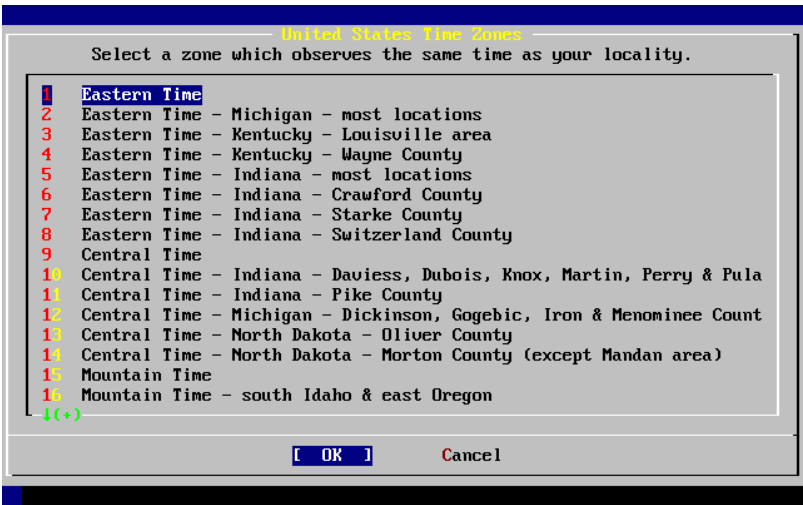 United States Time Zones
Select a zone which observes the same time as your locality.
1 Eastern Time
2 Eastern Time - Michigan - most locations
3 Eastern Time - Kentucky - Louisville area
4 Eastern Time - Kentucky - Wayne County
5 Eastern Time - Indiana - most locations
6 Eastern Time - Indiana - Crawford County
7 Eastern Time - Indiana - Starke County
8 Eastern Time - Indiana - Switzerland County
9 Central Time
10 Central Time - Indiana - Daviess, Dubois, Knox, Martin, Perry & Pula
11 Central Time - Indiana - Pike County
12 Central Time - Michigan - Dickinson, Gogebic, Iron & Menominee Count
13 Central Time - North Dakota - Oliver County
14 Central Time - North Dakota - Morton County (except Mandan area)
15 Mountain Time
16 Mountain Time - south Idaho & east Oregon
↓(+)
[ OK ] Cancel